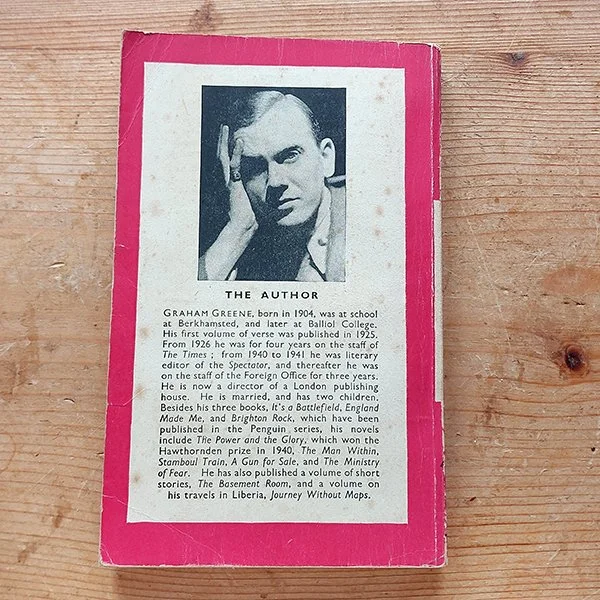 THE AUTHOR
GRAHAM GREENE, born in 1904, was at school
at Berkhamsted, and later at Balliol College.
His first volume of verse was published in 1925.
From 1926 he was for four years on the staff of
The Times ; from 1940 to 1941 he was literary
editor of the Spectator, and thereafter he was
on the staff of the Foreign Office for three years.
He is now a director of a London publishing
house. He is married, and has two children.
Besides his three books, It's a Battlefield, England
Made Me, and Brighton Rock, which have been
published in the Penguin series, his novels
include The Power and the Glory, which won the
Hawthornden prize in 1940, The Man Within,
Stamboul Train, A Gun for Sale, and The Ministry
of Fear. He has also published a volume of short
stories, The Basement Room, and a volume on
his travels in Liberia, Journey Without Maps.